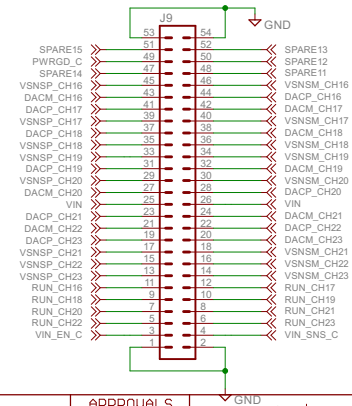 J9
GND
53 54
SPARE15 51 52 SPARE13
PWRGD_C 49 50 SPARE12
SPARE14 47 48 SPARE11
VSNSP_CH16 45 46 VSNSM_CH16
DACM_CH16 43 44 DACP_CH16
DACP_CH17 41 42 DACM_CH17
VSNSP_CH17 39 40 VSNSM_CH17
DACP_CH18 37 38 DACM_CH18
VSNSP_CH18 35 36 VSNSM_CH18
VSNSP_CH19 33 34 VSNSM_CH19
DACP_CH19 31 32 DACM_CH19
VSNSP_CH20 29 30 VSNSM_CH20
DACM_CH20 27 28 DACP_CH20
VIN 25 26 VIN
DACP_CH21 23 24 DACM_CH21
DACM_CH22 21 22 DACP_CH22
DACP_CH23 19 20 DACM_CH23
VSNSP_CH21 17 18 VSNSM_CH21
VSNSP_CH22 15 16 VSNSM_CH22
VSNSP_CH23 13 14 VSNSM_CH23
RUN_CH16 11 12 RUN_CH17
RUN_CH18 9 10 RUN_CH19
RUN_CH20 7 8 RUN_CH21
RUN_CH22 5 6 RUN_CH23
VIN_EN_C 3 4 VIN_SNS_C
1 2
GND
APPROVALS